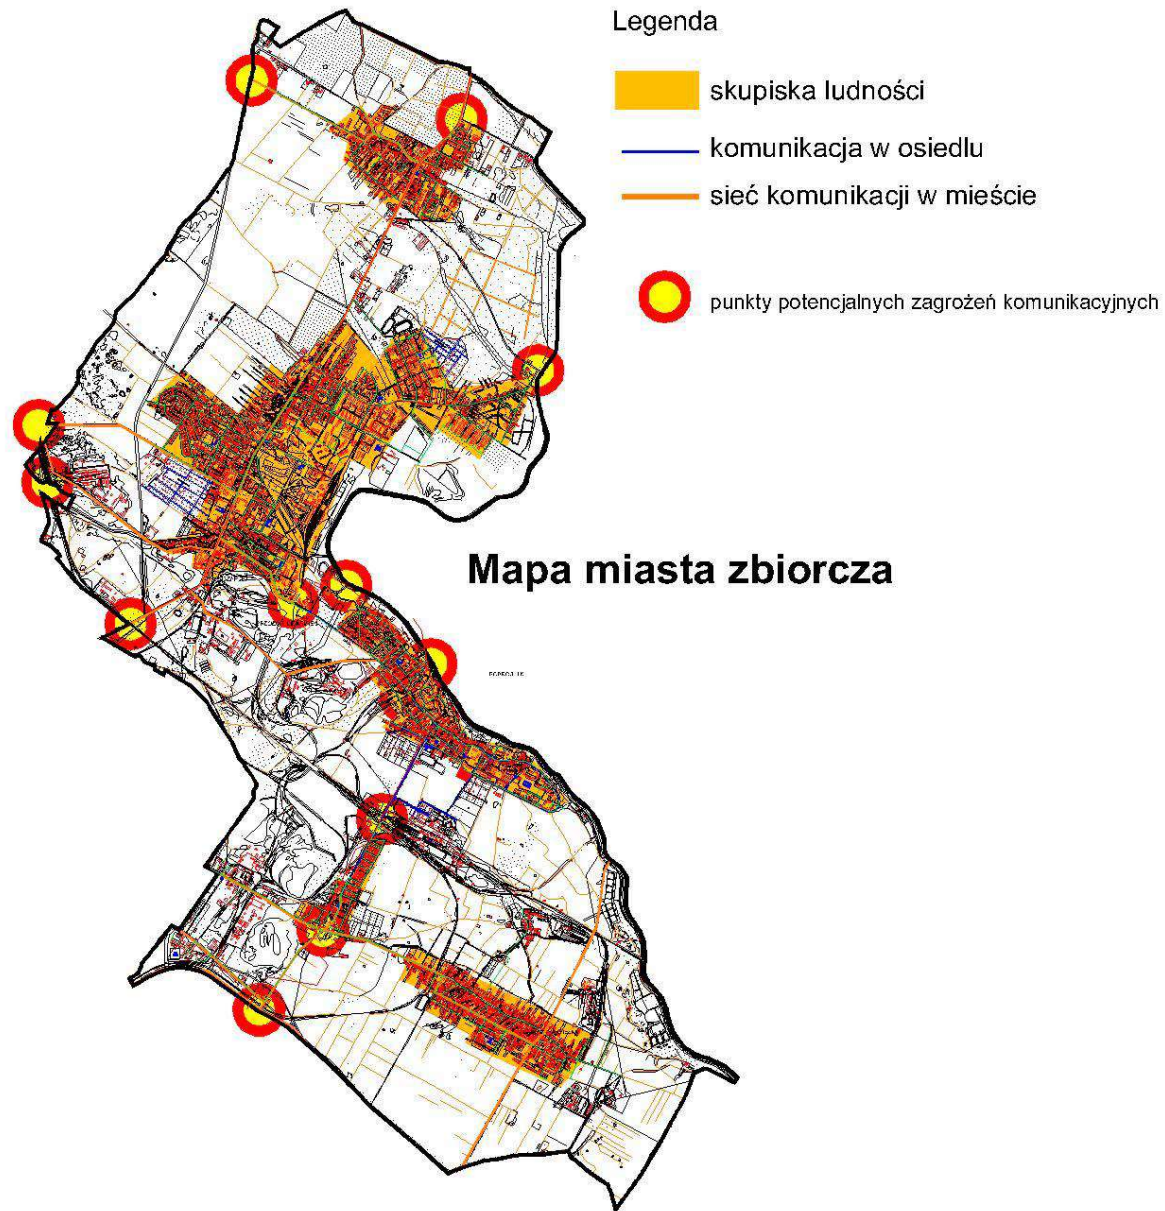 Legenda
skupiska ludności
komunikacja w osiedlu
sieć komunikacji w mieście
punkty potencjalnych zagrożeń komunikacyjnych
Mapa miasta zbiorcza